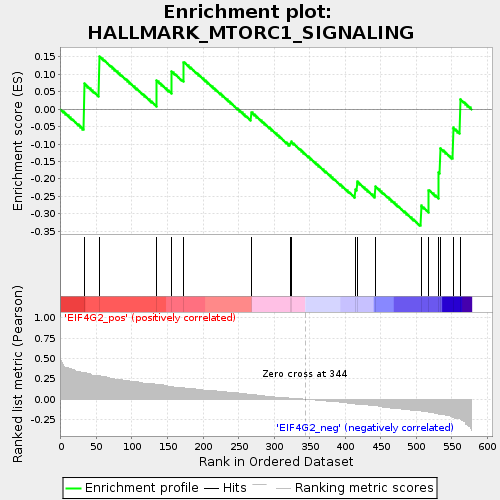 Enrichment plot:
HALLMARK_MTORC1_SIGNALING
Enrichment score (ES)
0.15
0.10
0.05
0.00
-0.05
-0.10
-0.15
-0.20
-0.25
-0.30
-0.35
'EIF4G2_pos' (positively correlated)
Ranked list metric (Pearson)
1.00
0.75
0.50
0.25
0.00
-0.25
Zero cross at 344
'EIF4G2_neg' (negatively correlated)
0 50 100 150 200 250 300 350 400 450 500 550 600
Rank in Ordered Dataset
Enrichment profile Hits Ranking metric scores